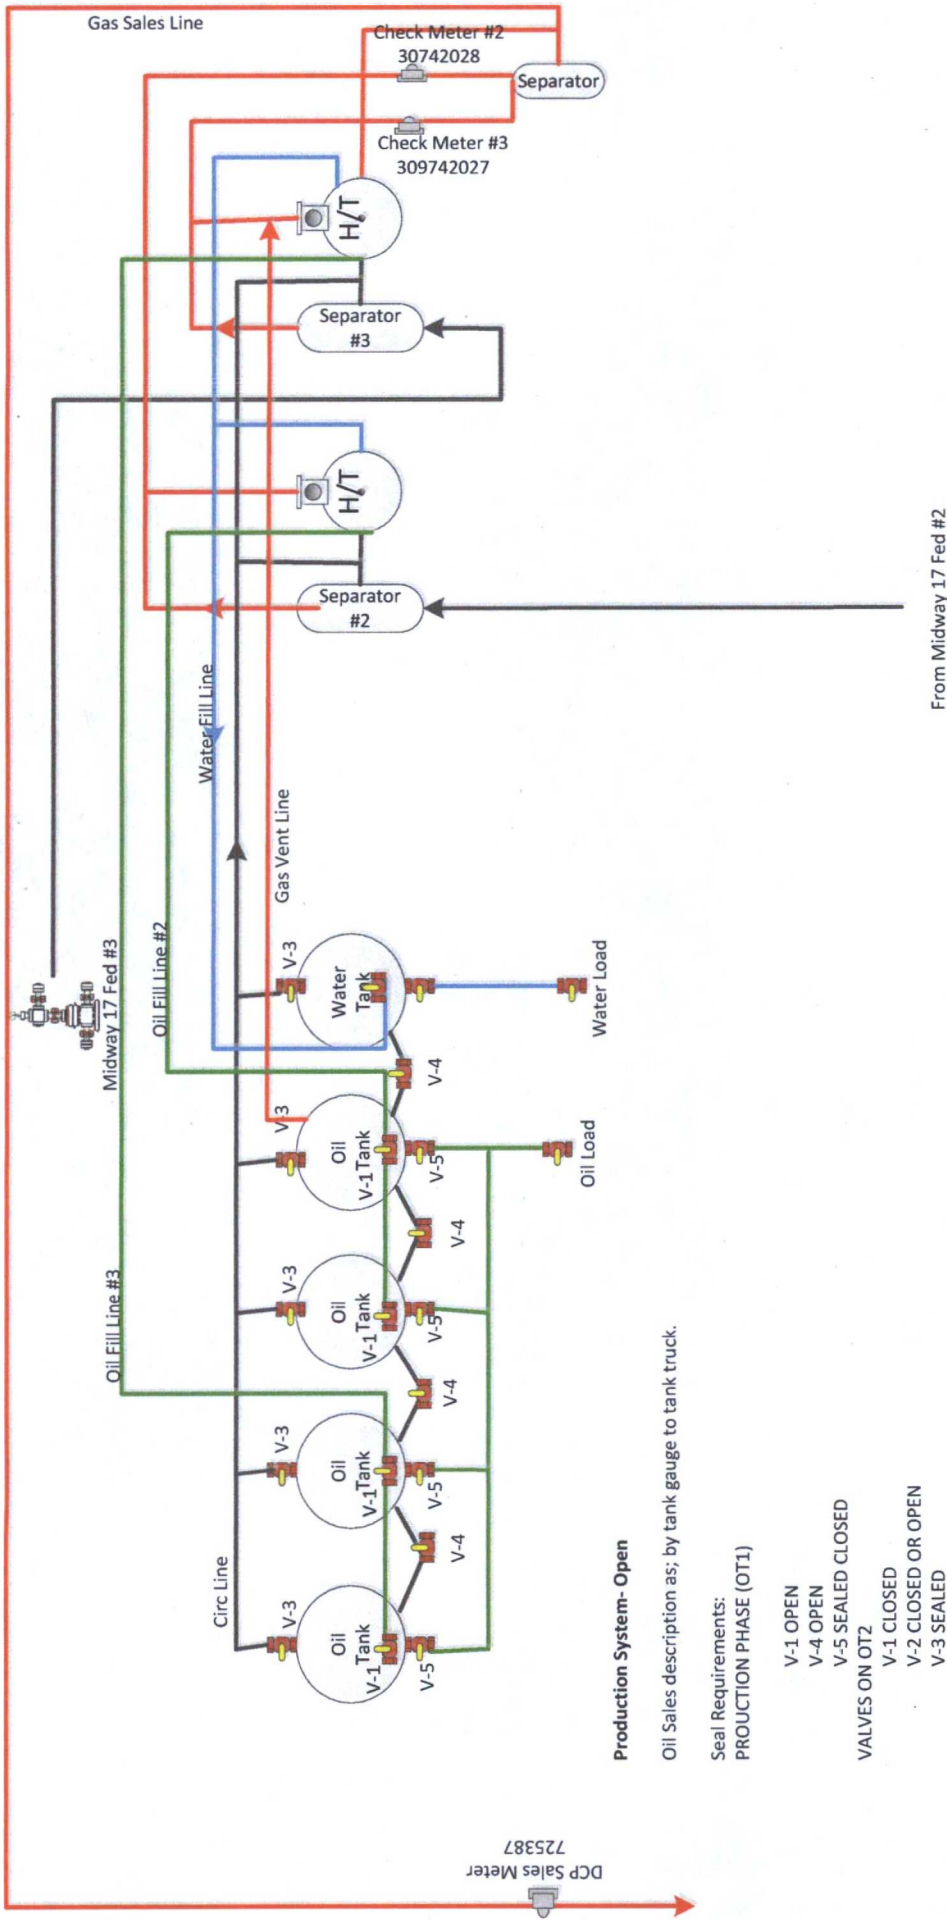 Gas Sales Line
Check Meter #2
30742028
Separator
Check Meter #3
309742027
H/T
Separator
#3
H/T
Separator
#2
Water Fill Line
Gas Vent Line
Midway 17 Fed #3
Oil Fill Line #2
Oil Fill Line #3
Circ Line
V-3
Water
Tank
Water Load
V-4
V-3
Oil
Tank
V-1
V-5
Oil Load
V-4
V-3
Oil
Tank
V-1
V-5
V-4
V-3
Oil
Tank
V-1
V-5
V-4
V-3
Oil
Tank
V-1
V-5
From Midway 17 Fed #2
DCP Sales Meter
725387
Production System- Open
Oil Sales description as; by tank gauge to tank truck.
Seal Requirements:
PROUCTION PHASE (OT1)
V-1 OPEN
V-4 OPEN
V-5 SEALED CLOSED
VALVES ON OT2
V-1 CLOSED
V-2 CLOSED OR OPEN
V-3 SEALED